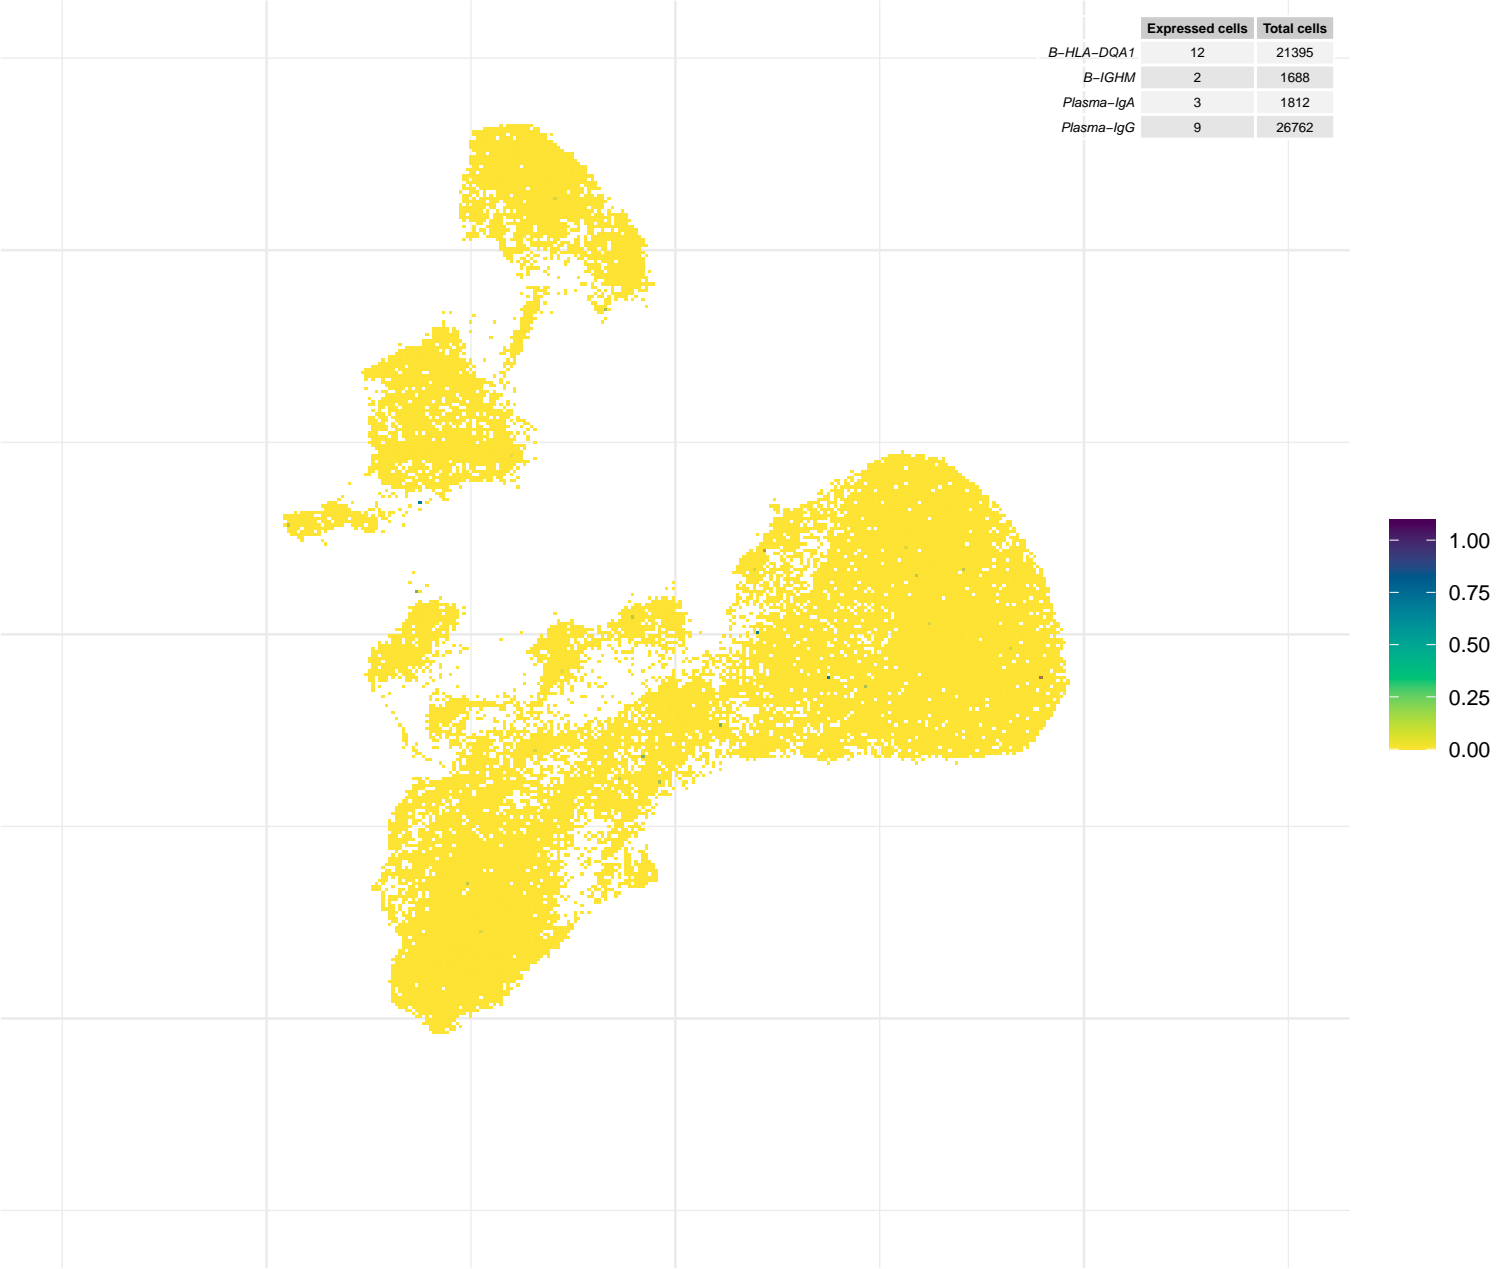 Expressed cells Total cells
B−HLA−DQA1 12 21395
B−IGHM 2 1688
Plasma−IgA 3 1812
Plasma−IgG 9 26762
1.00
0.75
0.50
0.25
0.00